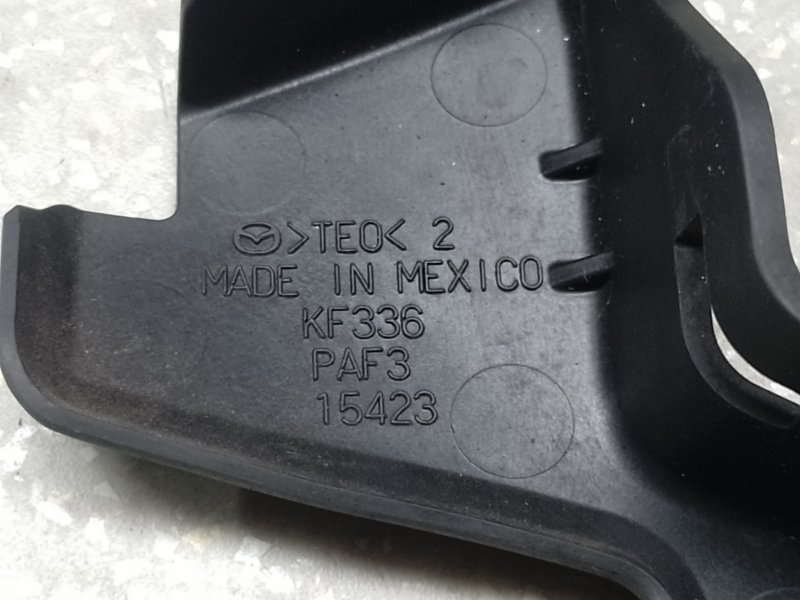 >TEO< 2
MADE IN MEXICO
KF336
PAF3
15423